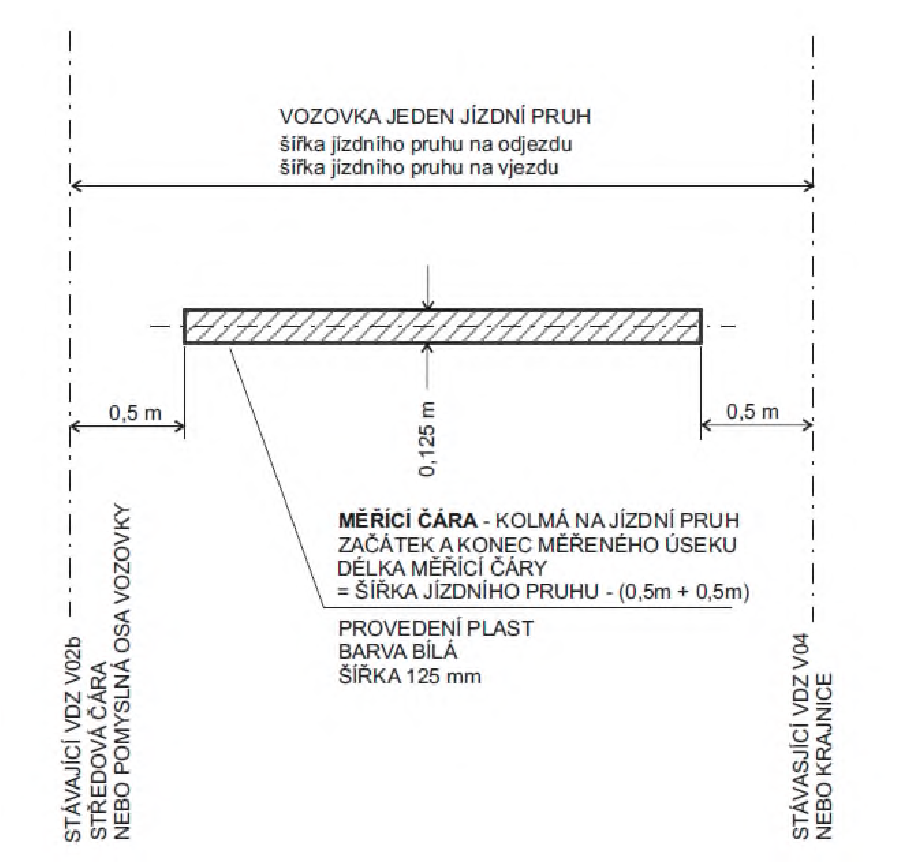 VOZOVKA JEDEN JÍZDNÍ PRUH
šířka jízdního pruhu na odjezdu
šířka jízdního pruhu na vjezdu
0,5 m
0,125 m
0,5 m
MĚŘÍCÍ ČÁRA - KOLMÁ NA JÍZDNÍ PRUH
ZAČÁTEK A KONEC MĚŘENÉHO ÚSEKU
DÉLKA MĚŘÍCÍ ČÁRY
= ŠÍŘKA JÍZDNÍHO PRUHU - (0,5m + 0,5m)
PROVEDENÍ PLAST
BARVA BÍLÁ
ŠÍŘKA 125 mm
STÁVAJÍCÍ VDZ V02b
STŘEDOVÁ ČÁRA
NEBO POMYSLNÁ OSA VOZOVKY
STÁVASJÍCÍ VDZ V04
NEBO KRAJNICE